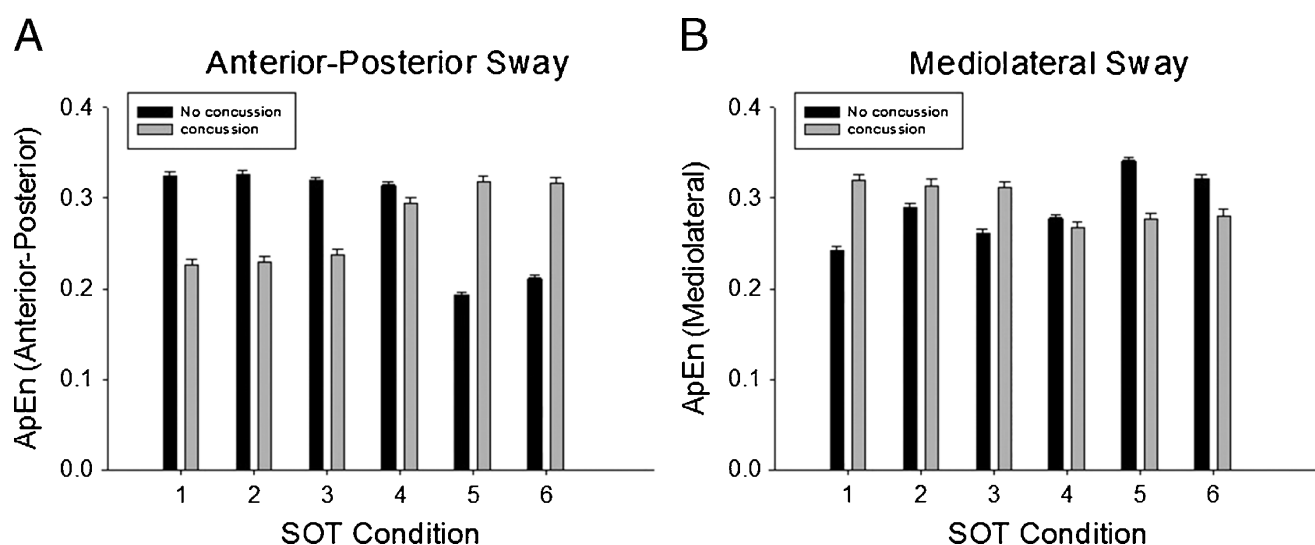 A
Anterior-Posterior Sway
ApEn (Anterior-Posterior)
0.4
0.3
0.2
0.1
0.0
No concussion
concussion
1 2 3 4 5 6
SOT Condition
B
Mediolateral Sway
ApEn (Mediolateral)
0.4
0.3
0.2
0.1
0.0
No concussion
concussion
1 2 3 4 5 6
SOT Condition